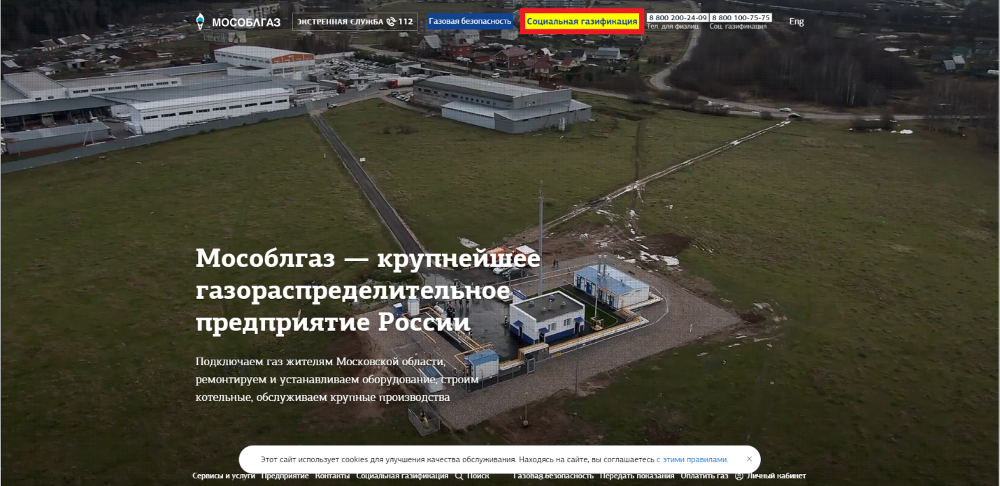 МОСОБЛГАЗ
ЭКСТРЕННАЯ СЛУЖБА 112
Газовая безопасность
Социальная газификация
8 800 200-24-09
Тел. для физлиц
8 800 100-75-75
Соц. газификация
Eng
Мособлгаз — крупнейшее
газораспределительное
предприятие России
Подключаем газ жителям Московской области,
ремонтируем и устанавливаем оборудование, строим
котельные, обслуживаем крупные производства
Этот сайт использует cookies для улучшения качества обслуживания. Находясь на сайте, вы соглашаетесь с этими правилами.
Сервисы и услуги Предприятие Контакты Социальная газификация Поиск Газовая безопасность Передать показания Оплатить газ Личный кабинет